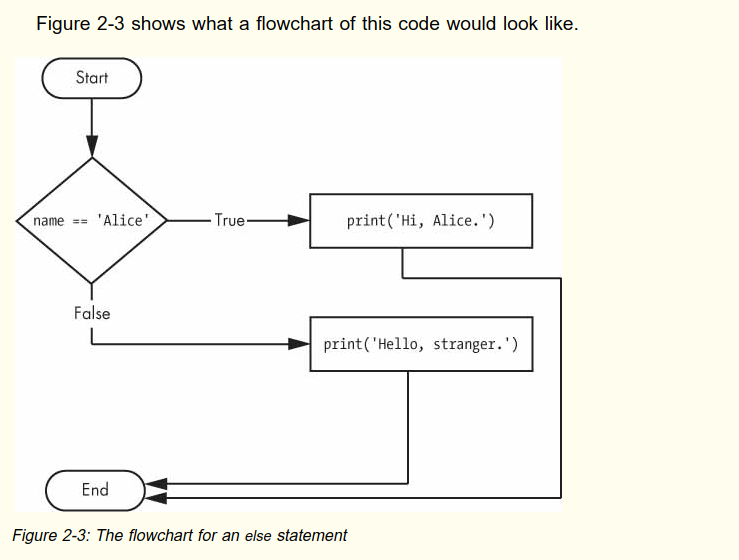 Figure 2-3 shows what a flowchart of this code would look like.
Start
name == 'Alice'
True
print('Hi, Alice.')
False
print('Hello, stranger.')
End
Figure 2-3: The flowchart for an else statement